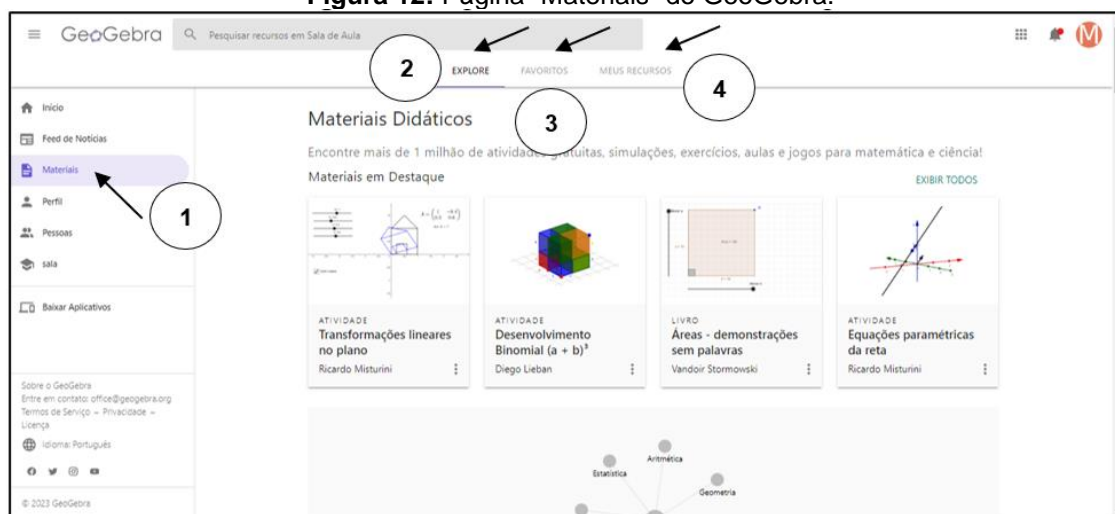 Figura 12: Página "Materiais" do GeoGebra.
GeoGebra
Pesquisar recursos em Sala de Aula
M
2
EXPLORE
FAVORITOS
MEUS RECURSOS
4
3
1
Início
Feed de Notícias
Materiais
Perfil
Pessoas
sala
Baixar Aplicativos
Sobre o GeoGebra
Entre em contato: office@geogebra.org
Termos de Serviço – Privacidade –
Licença
Idioma: Português
© 2023 GeoGebra
Materiais Didáticos
Encontre mais de 1 milhão de atividades gratuitas, simulações, exercícios, aulas e jogos para matemática e ciência!
Materiais em Destaque
EXIBIR TODOS
ATIVIDADE
Transformações lineares
no plano
Ricardo Misturini
ATIVIDADE
Desenvolvimento
Binomial (a + b)³
Diego Lieban
LIVRO
Áreas - demonstrações
sem palavras
Vandoir Stormowski
ATIVIDADE
Equações paramétricas
da reta
Ricardo Misturini
Aritmética
Estatística
Geometria